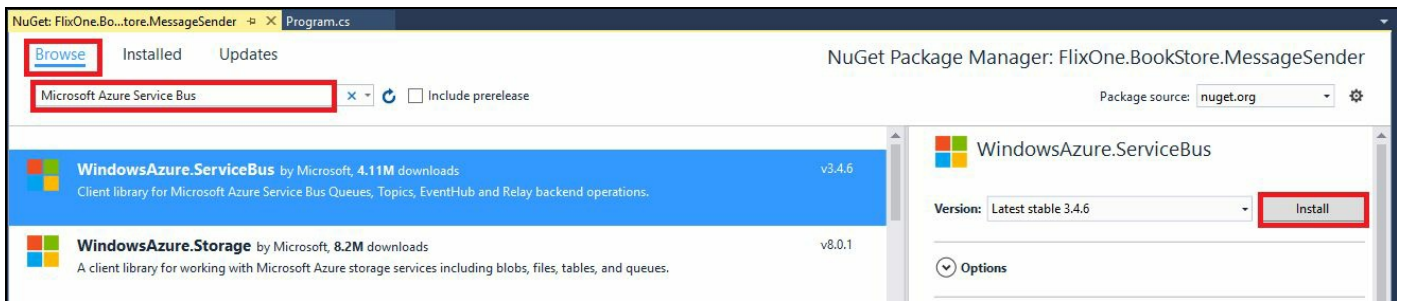 NuGet: FlixOne.Bo...tore.MessageSender Program.cs
Browse Installed Updates
NuGet Package Manager: FlixOne.BookStore.MessageSender
Microsoft Azure Service Bus
Include prerelease
Package source: nuget.org
WindowsAzure.ServiceBus by Microsoft, 4.11M downloads
v3.4.6
Client library for Microsoft Azure Service Bus Queues, Topics, EventHub and Relay backend operations.
WindowsAzure.Storage by Microsoft, 8.2M downloads
v8.0.1
A client library for working with Microsoft Azure storage services including blobs, files, tables, and queues.
WindowsAzure.ServiceBus
Version: Latest stable 3.4.6
Install
Options